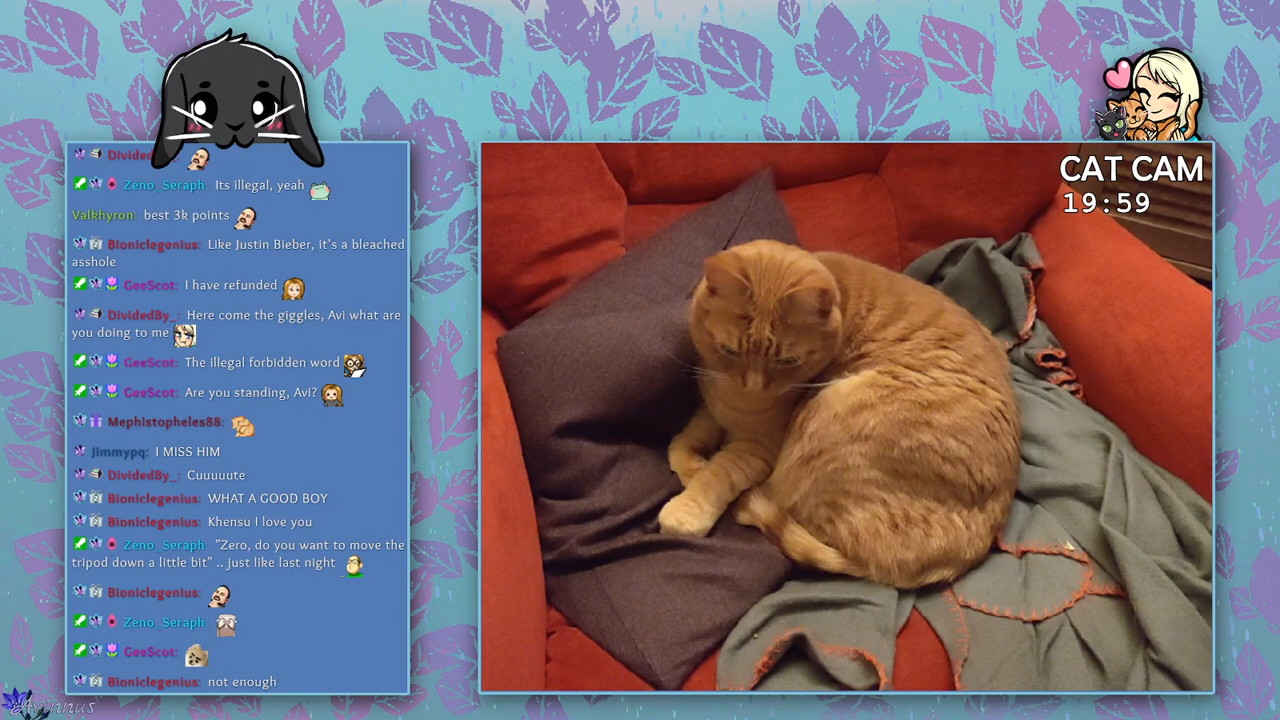 Divided
Zeno_Seraph: Its illegal, yeah
Valkhyron: best 3k points
Bioniclegenius: Like Justin Bieber, it's a bleached
asshole
GeeScot: I have refunded
DividedBy_: Here come the giggles, Avi what are
you doing to me
GeeScot: The illegal forbidden word
GeeScot: Are you standing, Avi?
Mephistopheles88:
Jimmypq: I MISS HIM
DividedBy_: Cuuuuute
Bioniclegenius: WHAT A GOOD BOY
Bioniclegenius: Khensu I love you
Zeno_Seraph: "Zero, do you want to move the
tripod down a little bit" .. just like last night
Bioniclegenius:
Zeno_Seraph:
GeeScot:
Bioniclegenius: not enough
Avinnus
CAT CAM
19:59